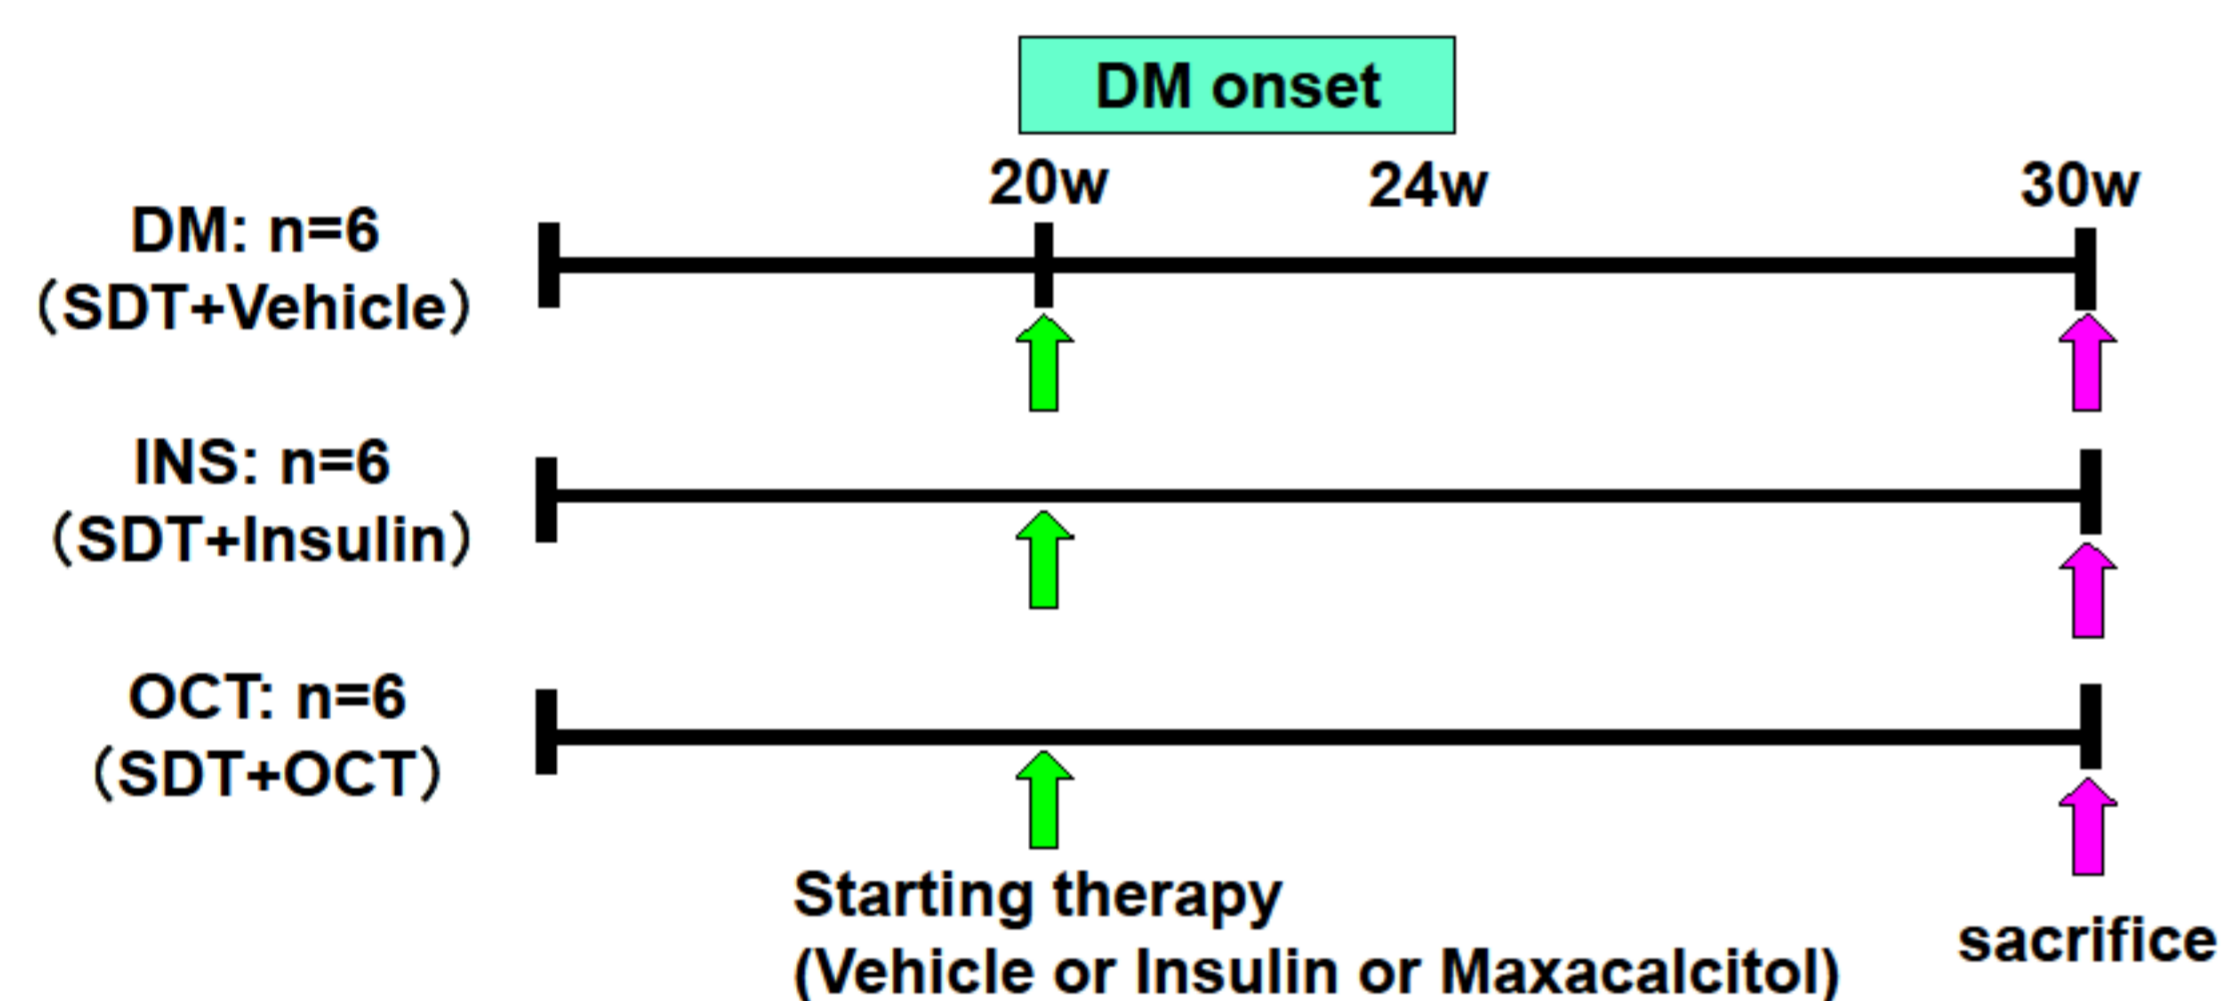 DM onset
20w 24w 30w
DM: n=6
（SDT+Vehicle）
INS: n=6
（SDT+Insulin）
OCT: n=6
（SDT+OCT）
Starting therapy
(Vehicle or Insulin or Maxacalcitol)
sacrifice